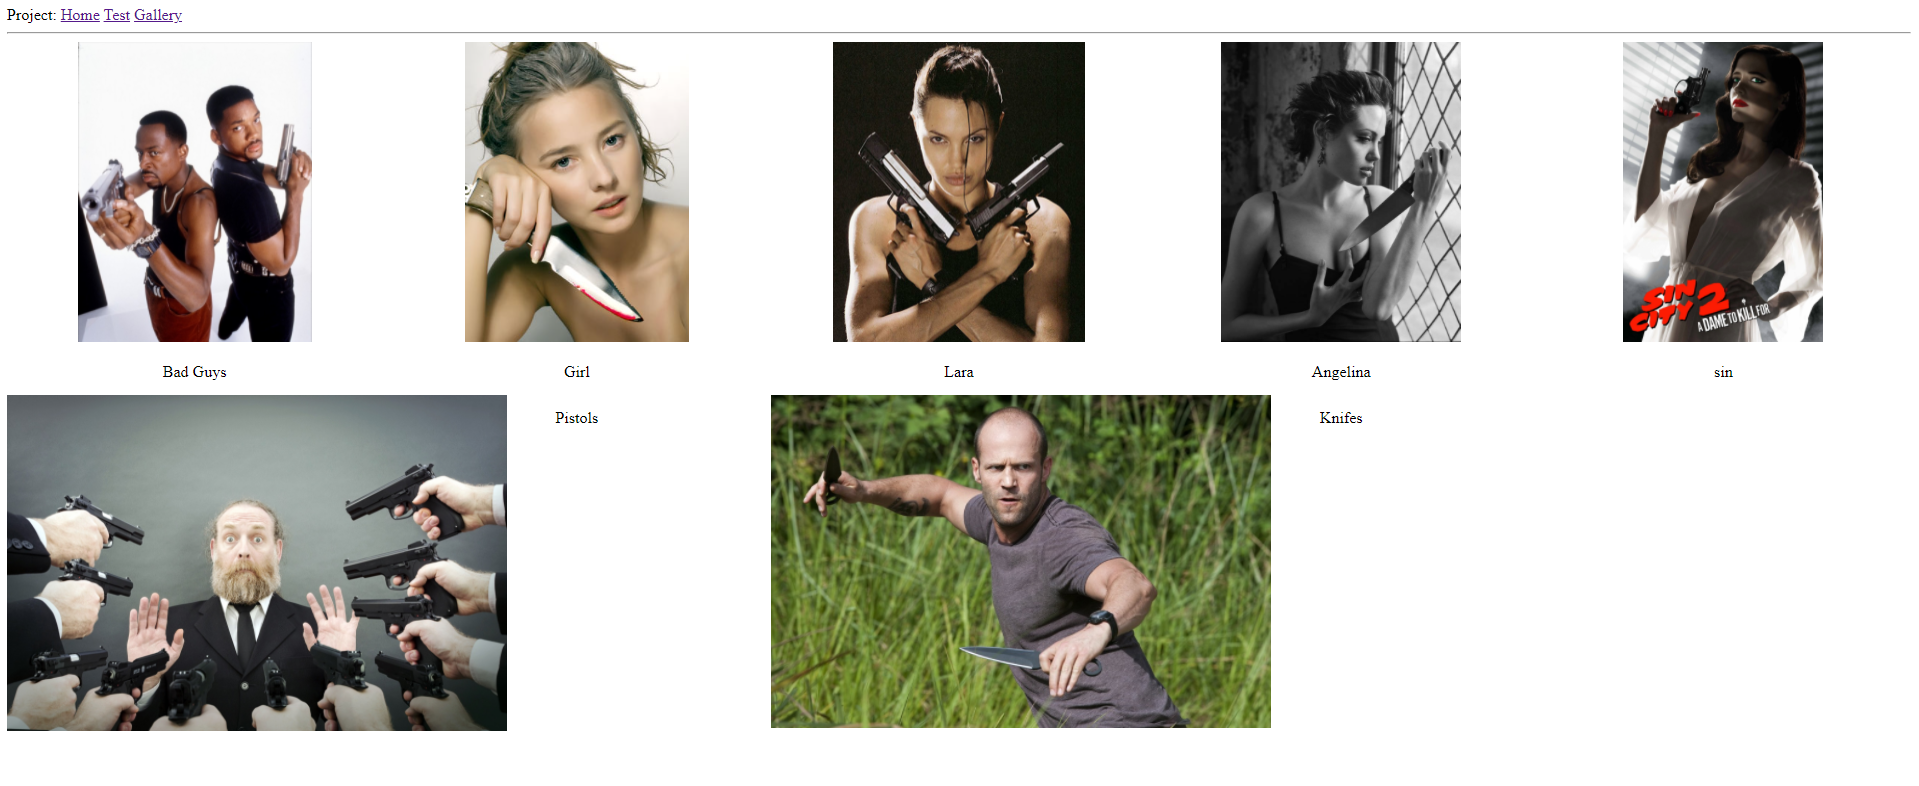 Project: Home Test Gallery
SIN
CITY 2
A DAME TO KILL FOR
Bad Guys
Girl
Lara
Angelina
sin
Pistols
Knifes